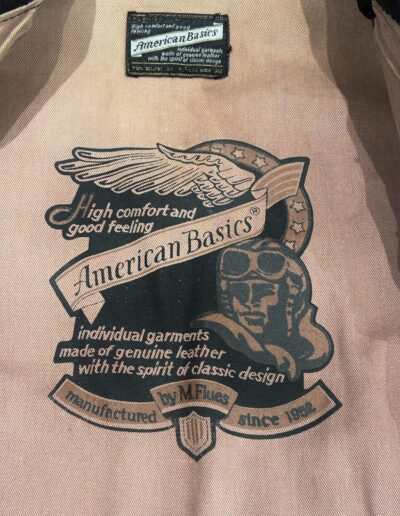 High comfort and good
feeling
American Basics
individual garments
made of genuine leather
with the spirit of classic design
High comfort and
good feeling
American Basics®
individual garments
made of genuine leather
with the spirit of classic design
manufactured by M.Flues since 1952